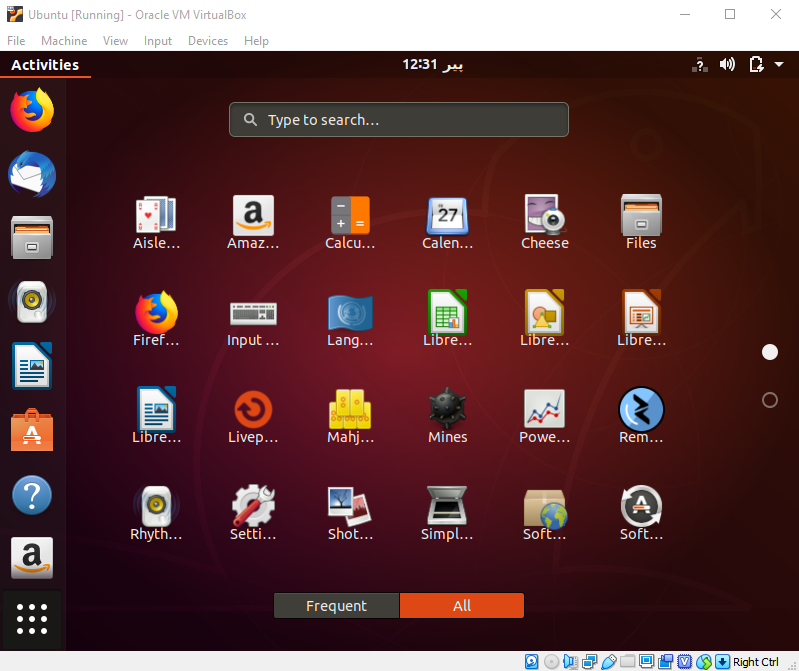 Ubuntu [Running] - Oracle VM VirtualBox
File Machine View Input Devices Help
Activities
پیر 12:31
Type to search…
27
Aisle… Amaz… Calcu… Calen… Cheese Files
Firef… Input … Lang… Libre… Libre… Libre…
Libre… Livep… Mahj… Mines Powe… Rem…
Rhyth… Setti… Shot… Simpl… Soft… Soft…
Frequent All
Right Ctrl